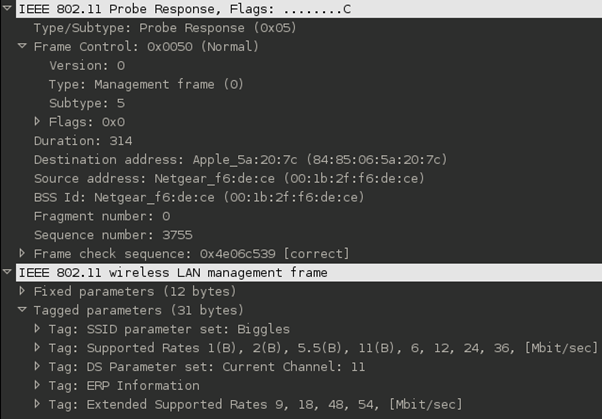 IEEE 802.11 Probe Response, Flags: ........C
Type/Subtype: Probe Response (0x05)
Frame Control: 0x0050 (Normal)
Version: 0
Type: Management frame (0)
Subtype: 5
Flags: 0x0
Duration: 314
Destination address: Apple_5a:20:7c (84:85:06:5a:20:7c)
Source address: Netgear_f6:de:ce (00:1b:2f:f6:de:ce)
BSS Id: Netgear_f6:de:ce (00:1b:2f:f6:de:ce)
Fragment number: 0
Sequence number: 3755
Frame check sequence: 0x4e06c539 [correct]
IEEE 802.11 wireless LAN management frame
Fixed parameters (12 bytes)
Tagged parameters (31 bytes)
Tag: SSID parameter set: Biggles
Tag: Supported Rates 1(B), 2(B), 5.5(B), 11(B), 6, 12, 24, 36, [Mbit/sec]
Tag: DS Parameter set: Current Channel: 11
Tag: ERP Information
Tag: Extended Supported Rates 9, 18, 48, 54, [Mbit/sec]